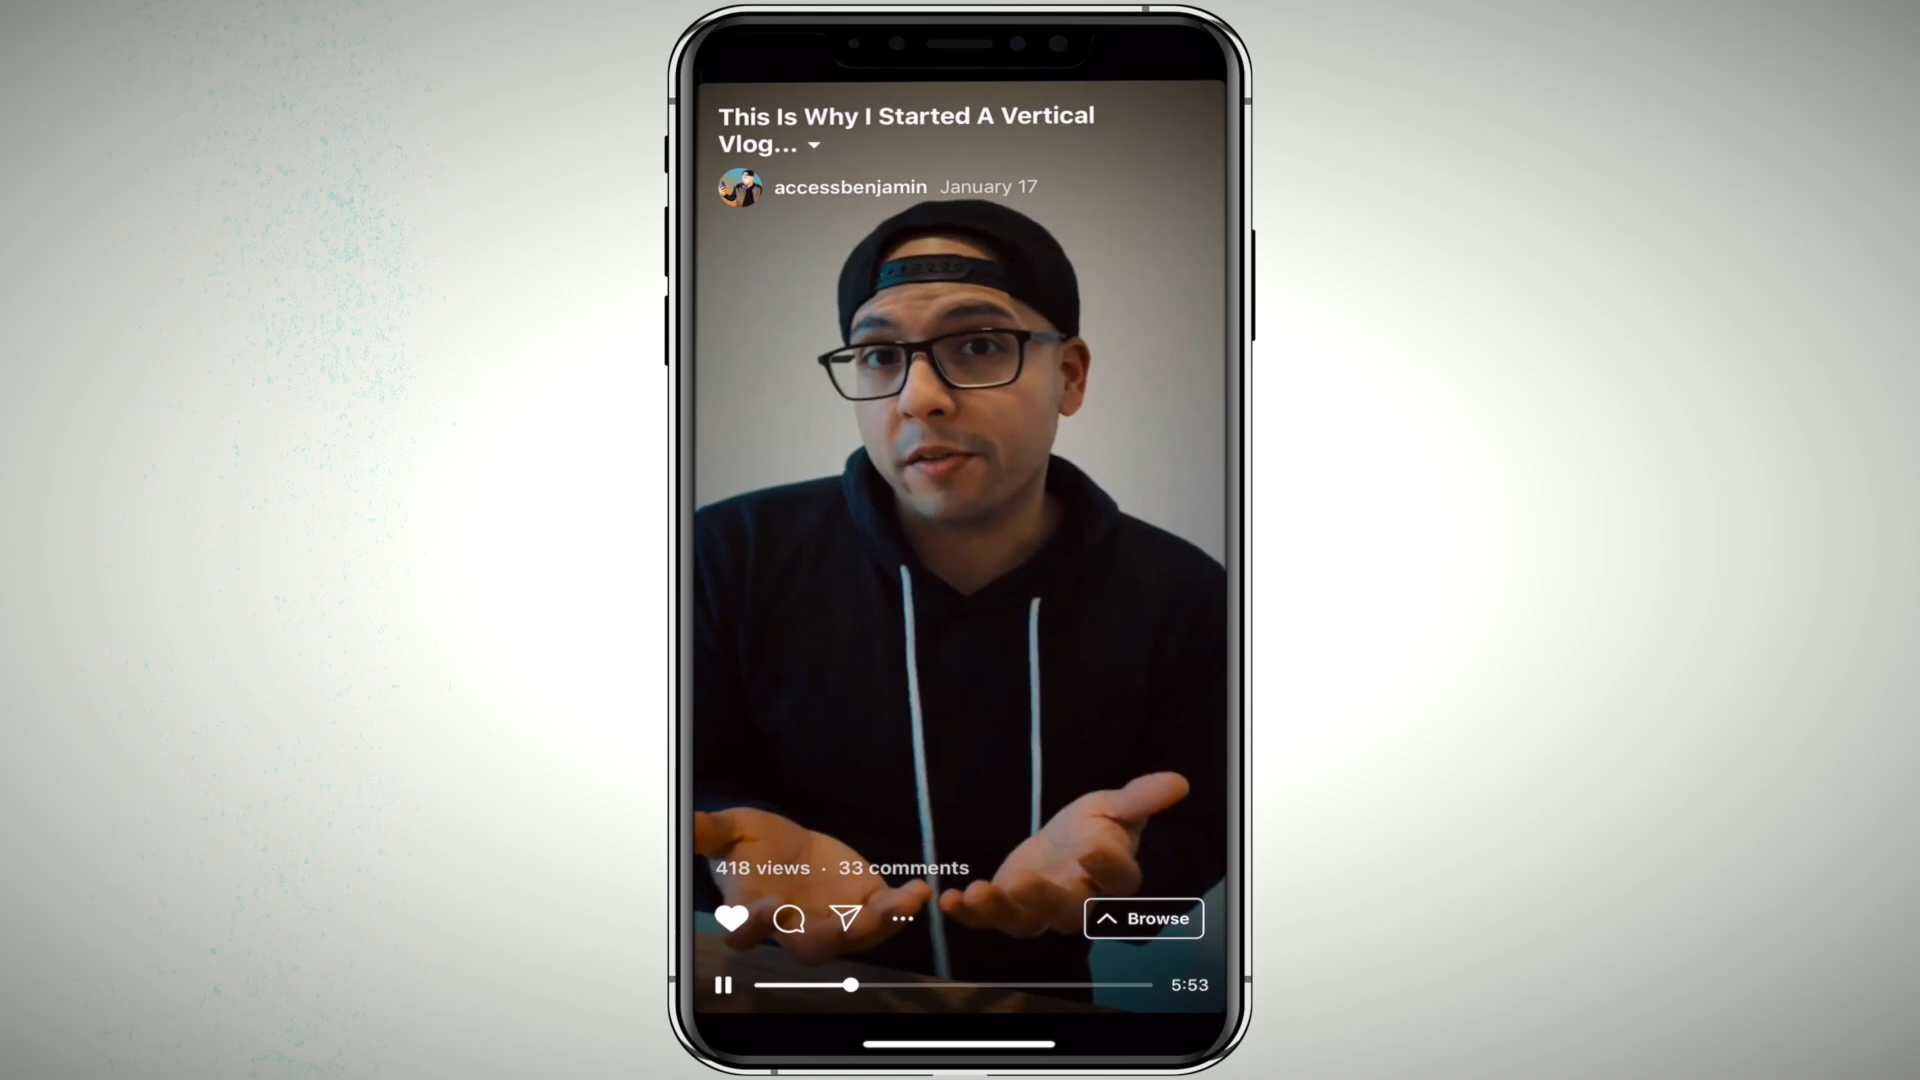 This Is Why I Started A Vertical
Vlog...
accessbenjamin January 17
418 views · 33 comments
Browse
5:53